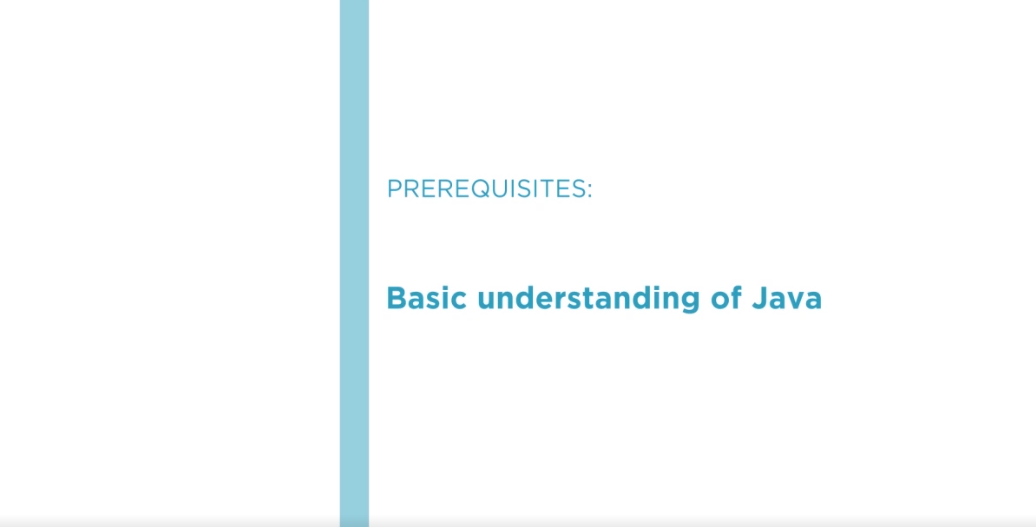 PREREQUISITES:
Basic understanding of Java